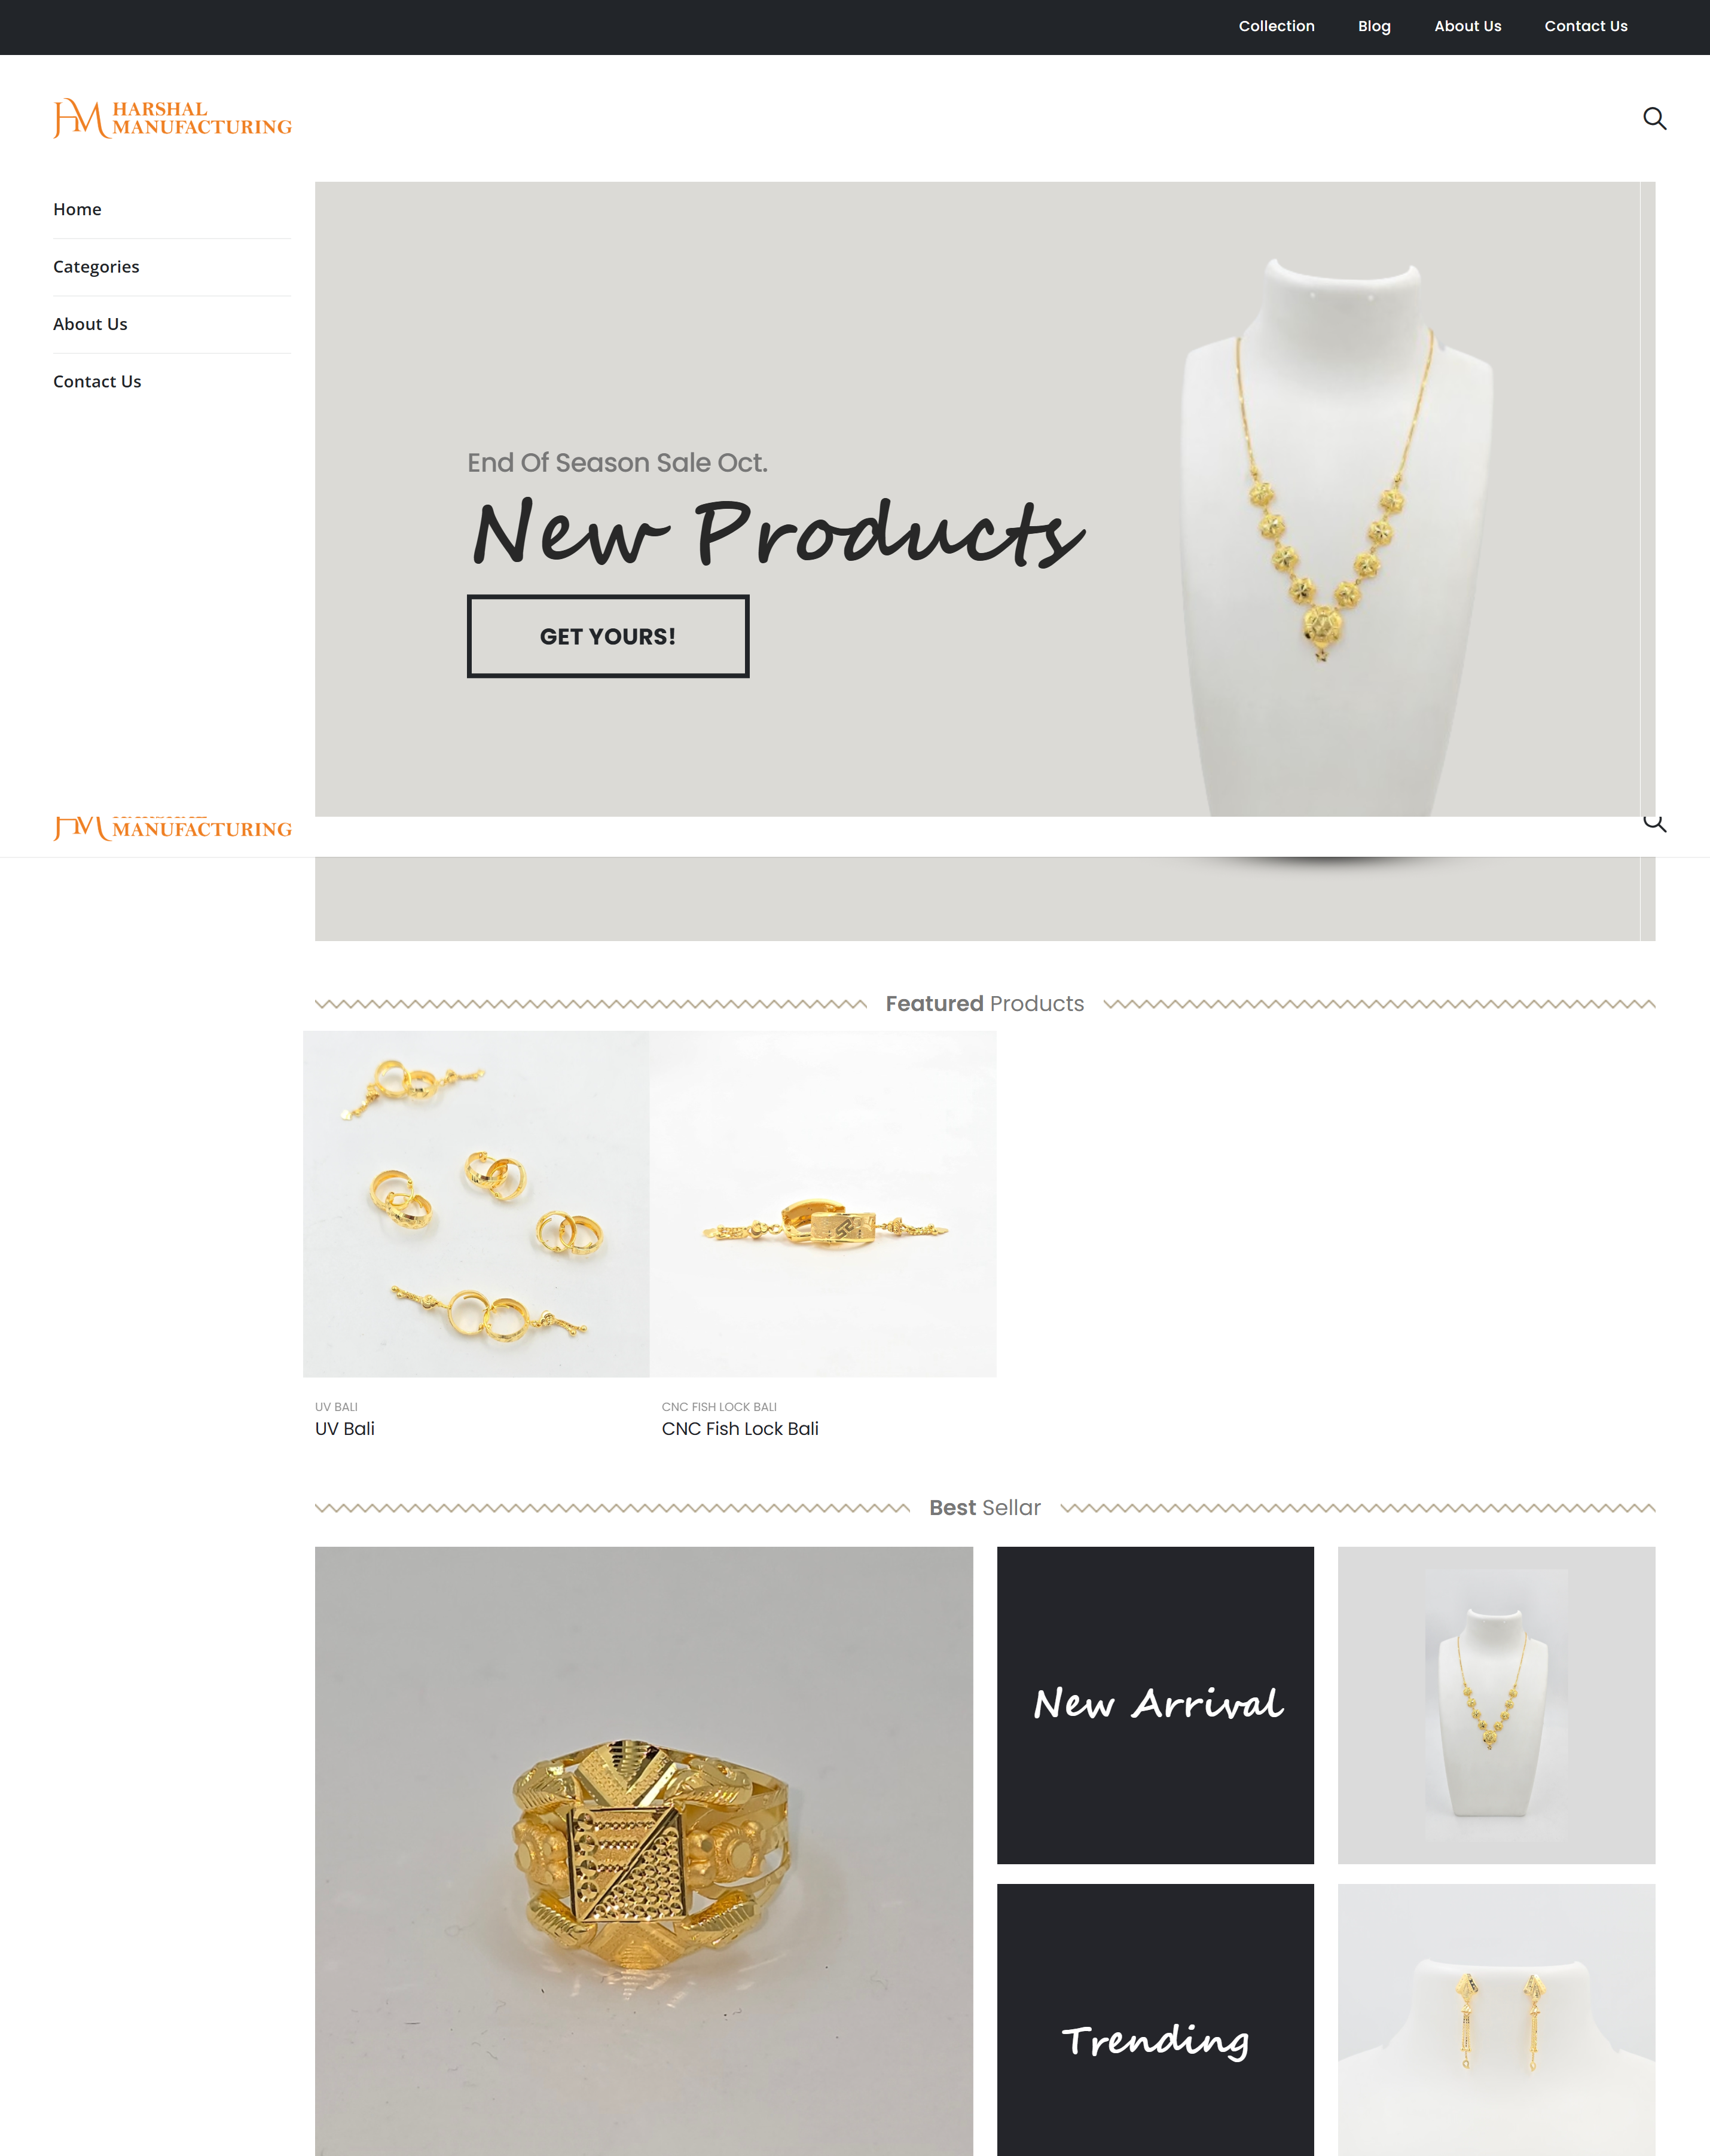 Collection Blog About Us Contact Us
HARSHAL
MANUFACTURING
Home
Categories
About Us
Contact Us
End Of Season Sale Oct.
New Products
GET YOURS!
MANUFACTURING
Featured Products
UV BALI
UV Bali
CNC FISH LOCK BALI
CNC Fish Lock Bali
Best Sellar
New Arrival
Trending